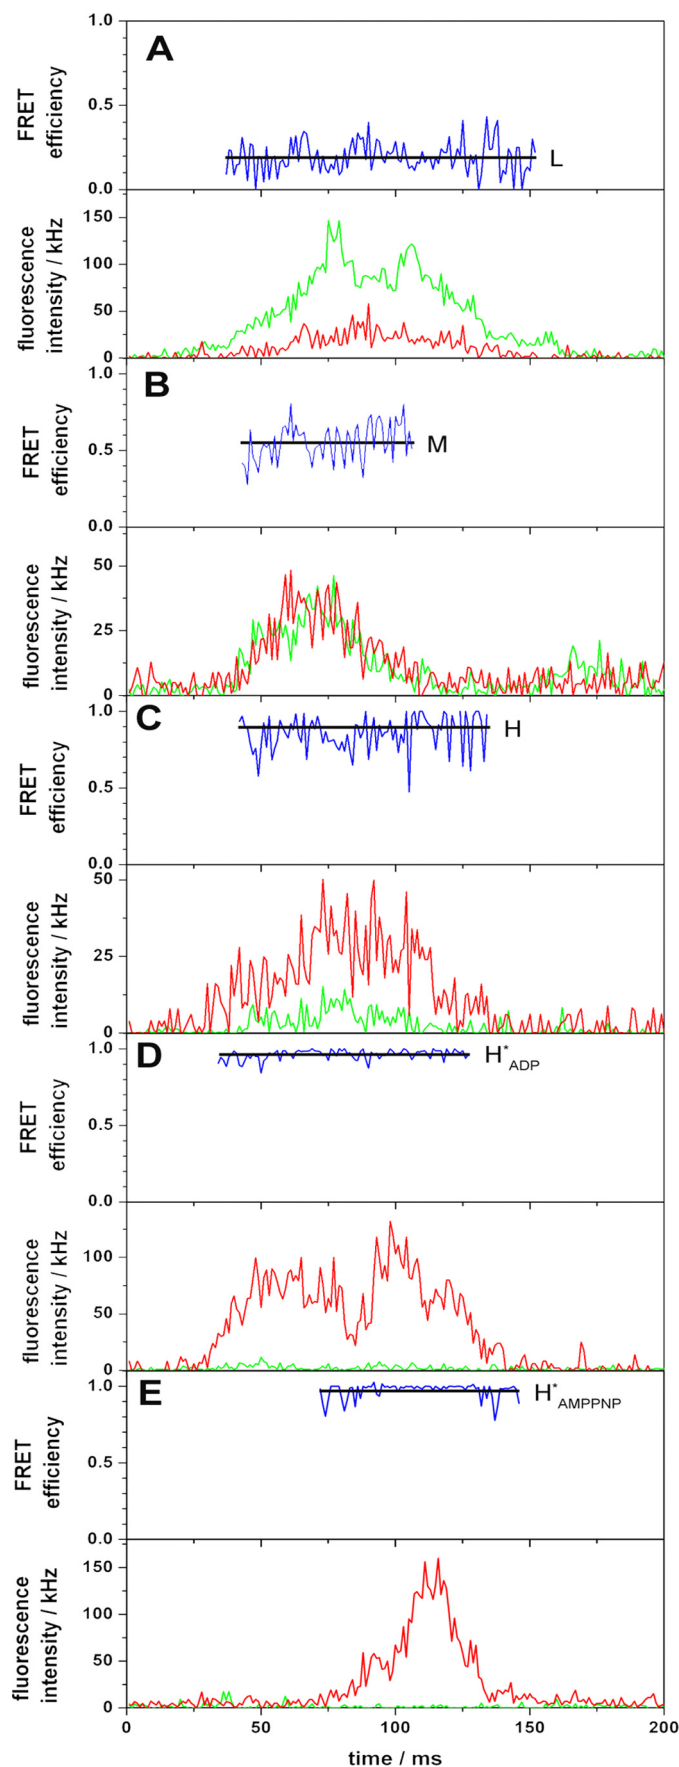 A
FRET
efficiency
1.0
0.5
0.0
L
fluorescence
intensity / kHz
150
100
50
0
B
FRET
efficiency
1.0
0.5
0.0
M
fluorescence
intensity / kHz
50
25
0
C
FRET
efficiency
1.0
0.5
0.0
H
fluorescence
intensity / kHz
50
25
0
D
FRET
efficiency
1.0
0.5
0.0
H*ADP
fluorescence
intensity / kHz
100
50
0
E
FRET
efficiency
1.0
0.5
0.0
H*AMPPNP
fluorescence
intensity / kHz
150
100
50
0
0 50 100 150 200
time / ms